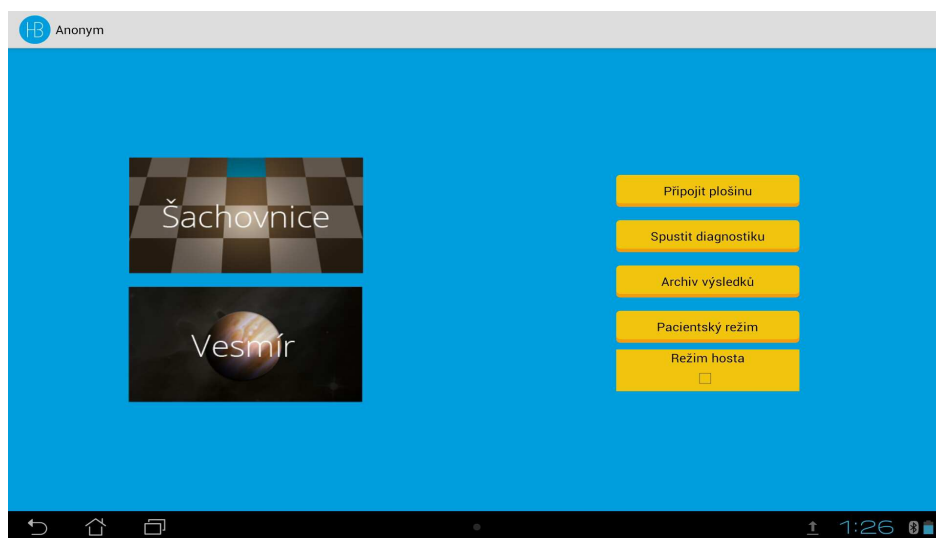 HB Anonym
Šachovnice
Vesmír
Připojit plošinu
Spustit diagnostiku
Archiv výsledků
Pacientský režim
Režim hosta
1:26